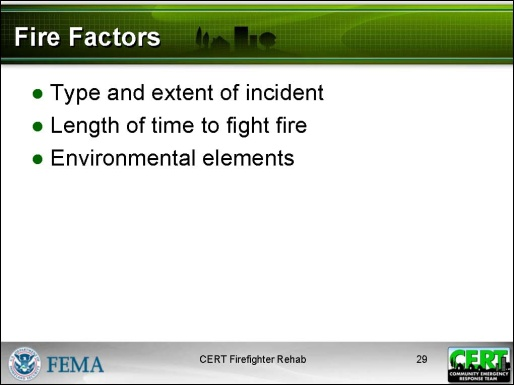 Fire Factors
Type and extent of incident
Length of time to fight fire
Environmental elements
FEMA
CERT Firefighter Rehab
29
CERT
COMMUNITY EMERGENCY
RESPONSE TEAM